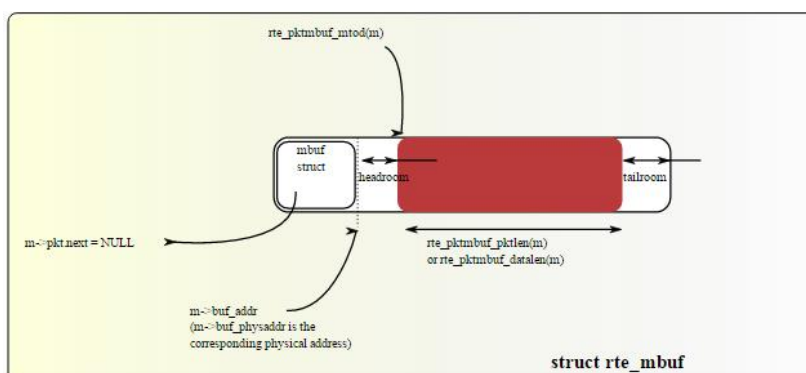 rte_pktmbuf_mtod(m)
mbuf
struct
headroom
tailroom
m->pkt.next = NULL
rte_pktmbuf_pktlen(m)
or rte_pktmbuf_datalen(m)
m->buf_addr
(m->buf_physaddr is the
corresponding physical address)
struct rte_mbuf